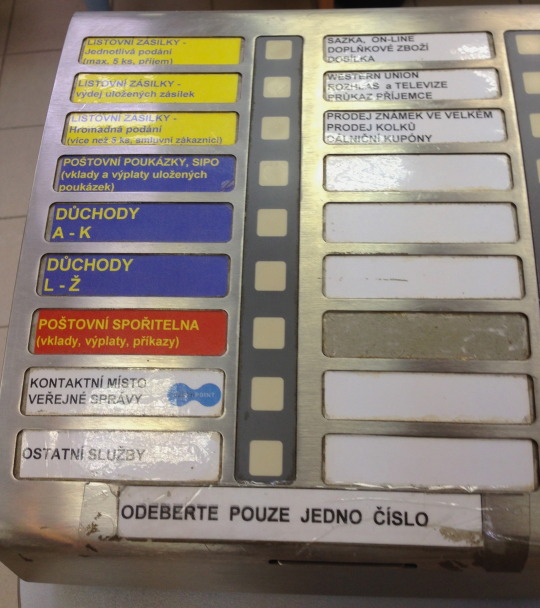 LISTOVNÍ ZÁSILKY -
Jednotlivá podání
(max. 5 ks, příjem)
LISTOVNÍ ZÁSILKY -
výdej uložených zásilek
LISTOVNÍ ZÁSILKY -
Hromadná podání
(více než 5 ks, smluvní zákazníci)
POŠTOVNÍ POUKÁZKY, SIPO
(vklady a výplaty uložených
poukázek)
DŮCHODY
A - K
DŮCHODY
L - Ž
POŠTOVNÍ SPOŘITELNA
(vklady, výplaty, příkazy)
KONTAKTNÍ MÍSTO
VEŘEJNÉ SPRÁVY
POINT
OSTATNÍ SLUŽBY
SAZKA, ON-LINE
DOPLŇKOVÉ ZBOŽÍ
DOSILKA
WESTERN UNION
ROZHLAS a TELEVIZE
PRŮKAZ PŘÍJEMCE
PRODEJ ZNÁMEK VE VELKÉM
PRODEJ KOLKŮ
DÁLNIČNÍ KUPÓNY
ODEBERTE POUZE JEDNO ČÍSLO